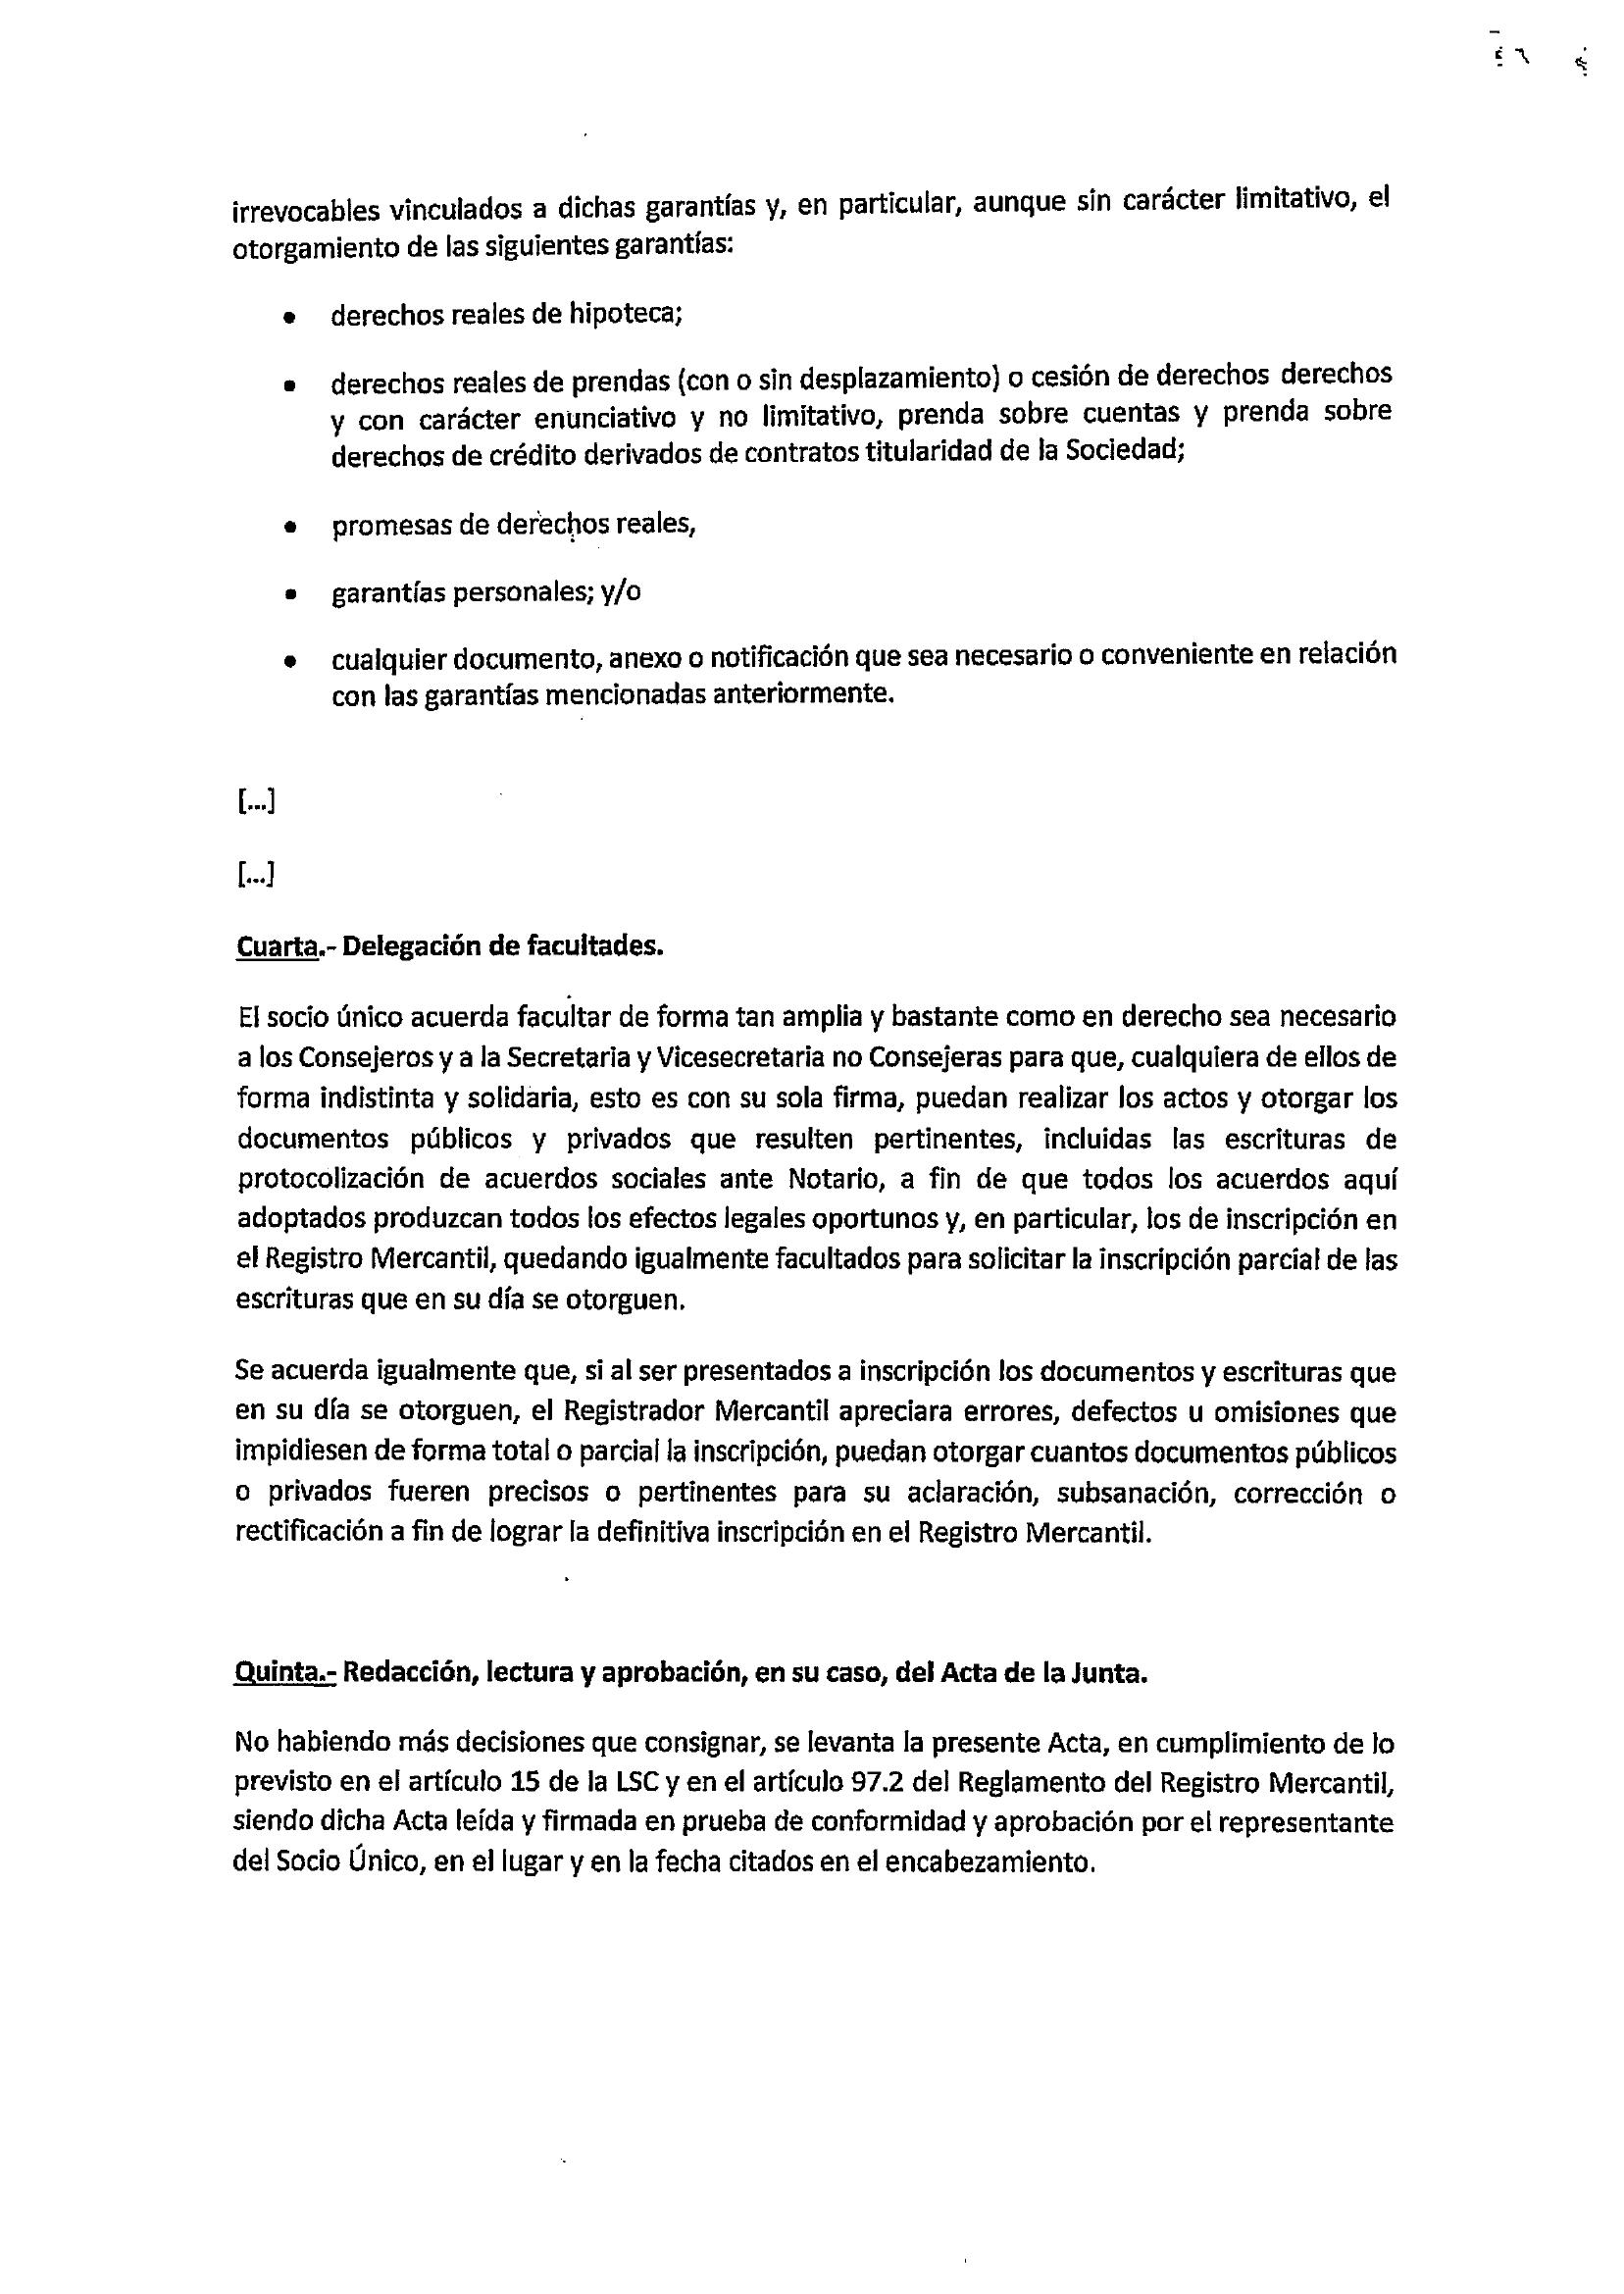 irrevocables vinculados a dichas garantías y, en particular, aunque sin carácter limitativo, el
otorgamiento de las siguientes garantías:
• derechos reales de hipoteca;
• derechos reales de prendas (con o sin desplazamiento) o cesión de derechos derechos
y con carácter enunciativo y no limitativo, prenda sobre cuentas y prenda sobre
derechos de crédito derivados de contratos titularidad de la Sociedad;
• promesas de derechos reales,
• garantías personales; y/o
• cualquier documento, anexo o notificación que sea necesario o conveniente en relación
con las garantías mencionadas anteriormente.
[...]
[...]
Cuarta.- Delegación de facultades.
El socio único acuerda facultar de forma tan amplia y bastante como en derecho sea necesario
a los Consejeros y a la Secretaria y Vicesecretaria no Consejeras para que, cualquiera de ellos de
forma indistinta y solidaria, esto es con su sola firma, puedan realizar los actos y otorgar los
documentos públicos y privados que resulten pertinentes, incluidas las escrituras de
protocolización de acuerdos sociales ante Notario, a fin de que todos los acuerdos aquí
adoptados produzcan todos los efectos legales oportunos y, en particular, los de inscripción en
el Registro Mercantil, quedando igualmente facultados para solicitar la inscripción parcial de las
escrituras que en su día se otorguen.
Se acuerda igualmente que, si al ser presentados a inscripción los documentos y escrituras que
en su día se otorguen, el Registrador Mercantil apreciara errores, defectos u omisiones que
impidiesen de forma total o parcial la inscripción, puedan otorgar cuantos documentos públicos
o privados fueren precisos o pertinentes para su aclaración, subsanación, corrección o
rectificación a fin de lograr la definitiva inscripción en el Registro Mercantil.
Quinta.- Redacción, lectura y aprobación, en su caso, del Acta de la Junta.
No habiendo más decisiones que consignar, se levanta la presente Acta, en cumplimiento de lo
previsto en el artículo 15 de la LSC y en el artículo 97.2 del Reglamento del Registro Mercantil,
siendo dicha Acta leída y firmada en prueba de conformidad y aprobación por el representante
del Socio Único, en el lugar y en la fecha citados en el encabezamiento.